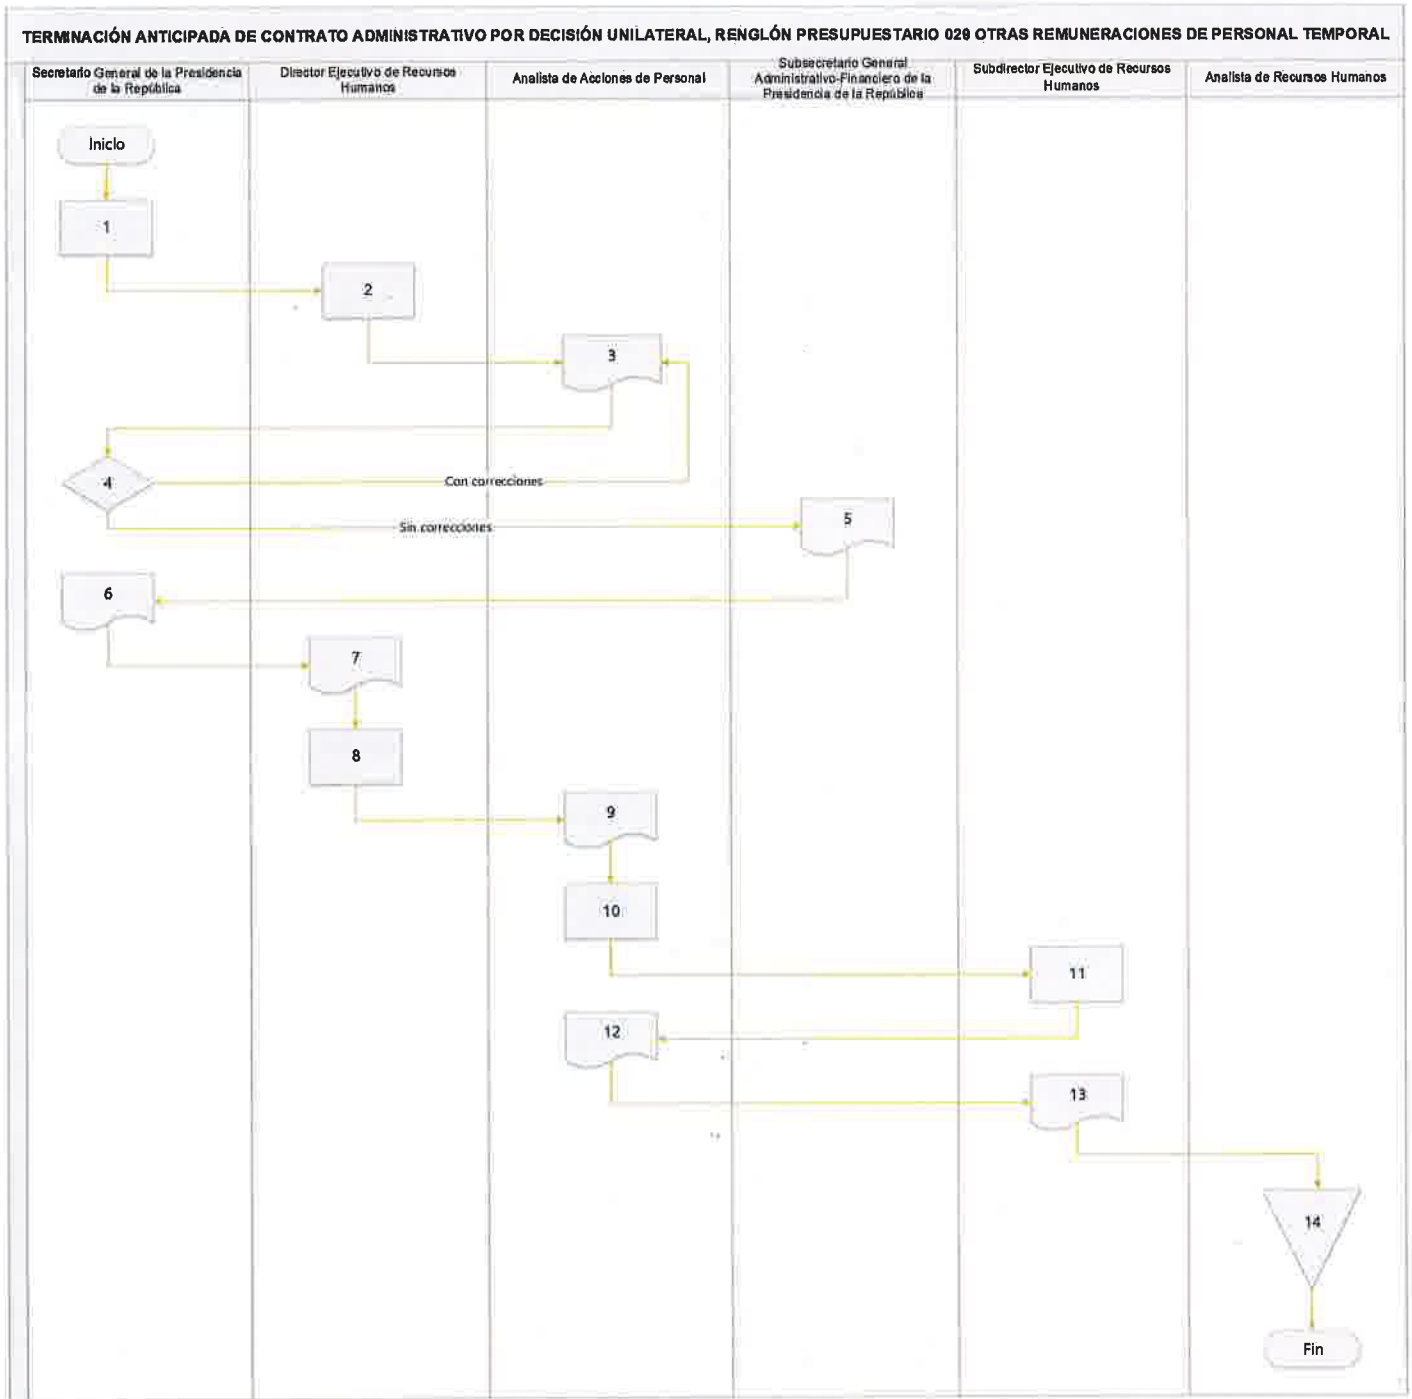 TERMINACIÓN ANTICIPADA DE CONTRATO ADMINISTRATIVO POR DECISIÓN UNILATERAL, RENGLÓN PRESUPUESTARIO 029 OTRAS REMUNERACIONES DE PERSONAL TEMPORAL
Secretario General de la Presidencia
de la República
Director Ejecutivo de Recursos
Humanos
Analista de Acciones de Personal
Subsecretario General
Administrativo-Financiero de la
Presidencia de la República
Subdirector Ejecutivo de Recursos
Humanos
Analista de Recursos Humanos
Inicio
1
2
3
4
Con correcciones
Sin correcciones
5
6
7
8
9
10
11
12
13
14
Fin